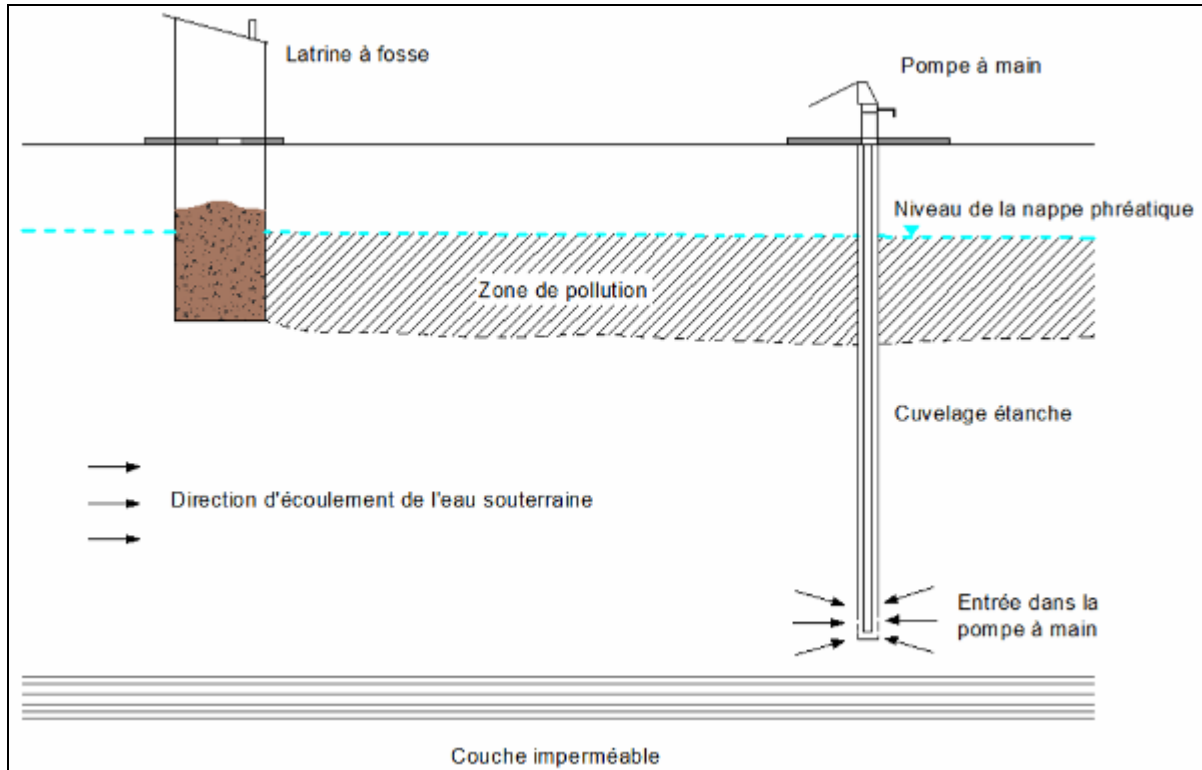 Latrine à fosse
Pompe à main
Niveau de la nappe phréatique
Zone de pollution
Cuvelage étanche
Direction d'écoulement de l'eau souterraine
Entrée dans la
pompe à main
Couche imperméable